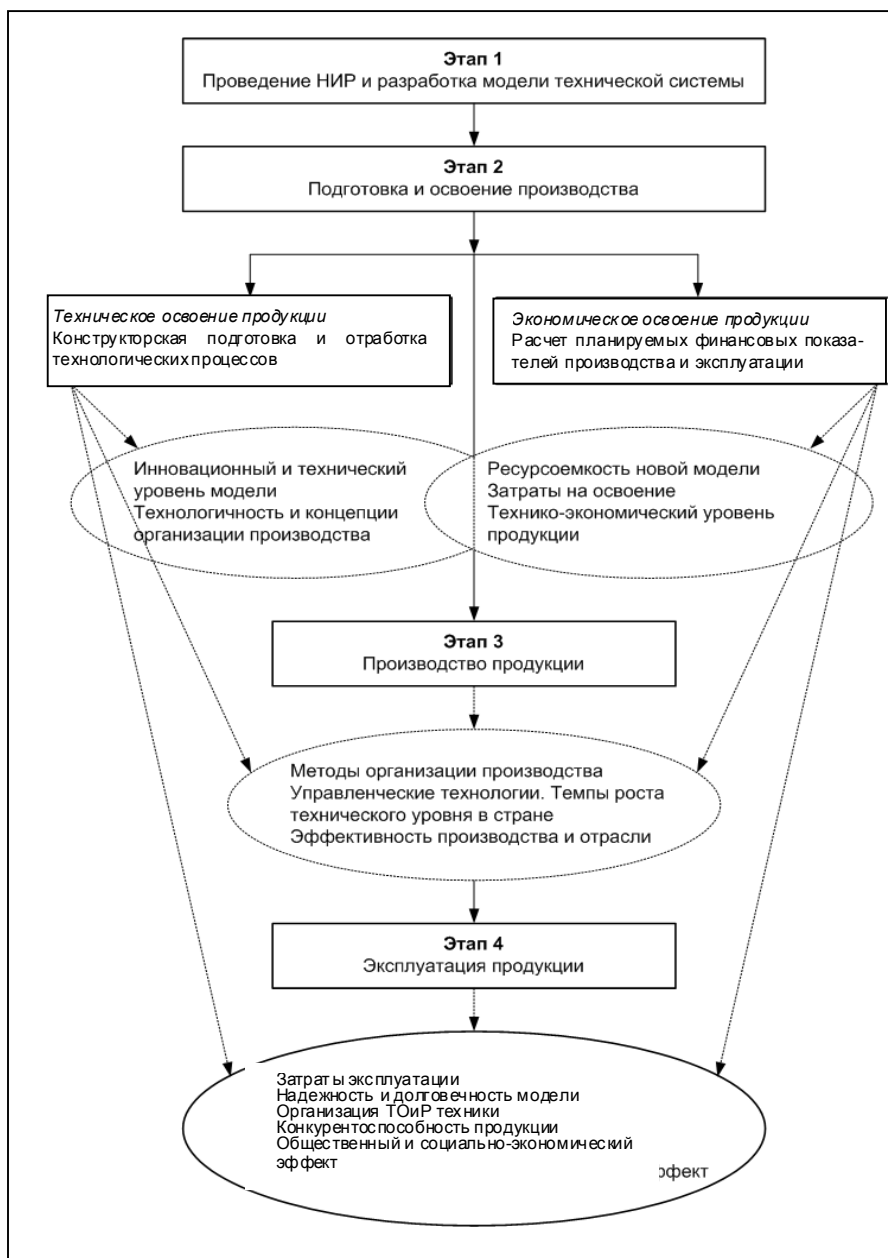 Этап 1
Проведение НИР и разработка модели технической системы
Этап 2
Подготовка и освоение производства
Техническое освоение продукции
Конструкторская подготовка и отработка
технологических процессов
Экономическое освоение продукции
Расчет планируемых финансовых показа-
телей производства и эксплуатации
Инновационный и технический
уровень модели
Технологичность и концепции
организации производства
Ресурсоемкость новой модели
Затраты на освоение
Технико-экономический уровень
продукции
Этап 3
Производство продукции
Методы организации производства
Управленческие технологии. Темпы роста
технического уровня в стране
Эффективность производства и отрасли
Этап 4
Эксплуатация продукции
Затраты эксплуатации
Надежность и долговечность модели
Организация ТОиР техники
Конкурентоспособность продукции
Общественный и социально-экономический
эффект